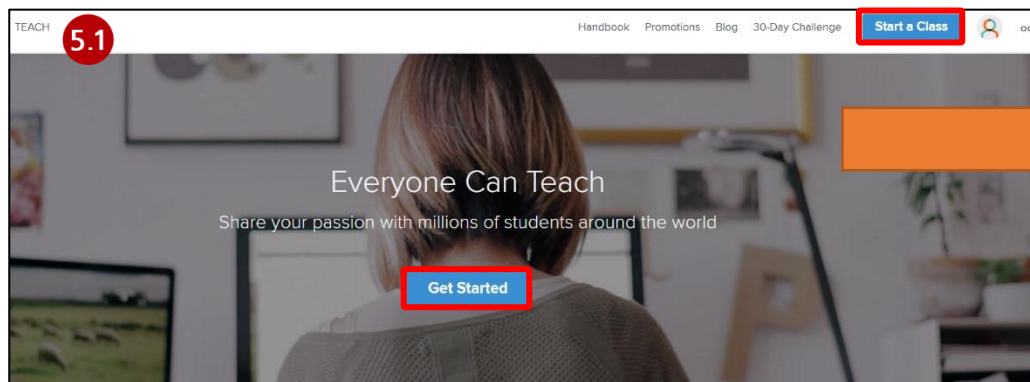 TEACH
5.1
Handbook Promotions Blog 30-Day Challenge Start a Class
Everyone Can Teach
Share your passion with millions of students around the world
Get Started